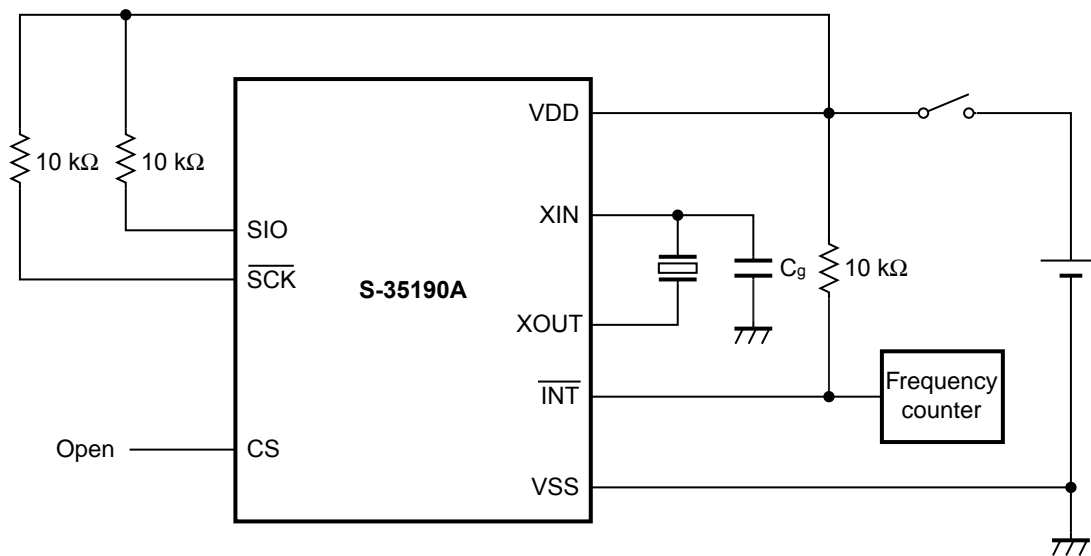 VDD
10 kΩ
10 kΩ
SIO
XIN
SCK
S-35190A
Cg
10 kΩ
XOUT
INT
Frequency
counter
Open
CS
VSS